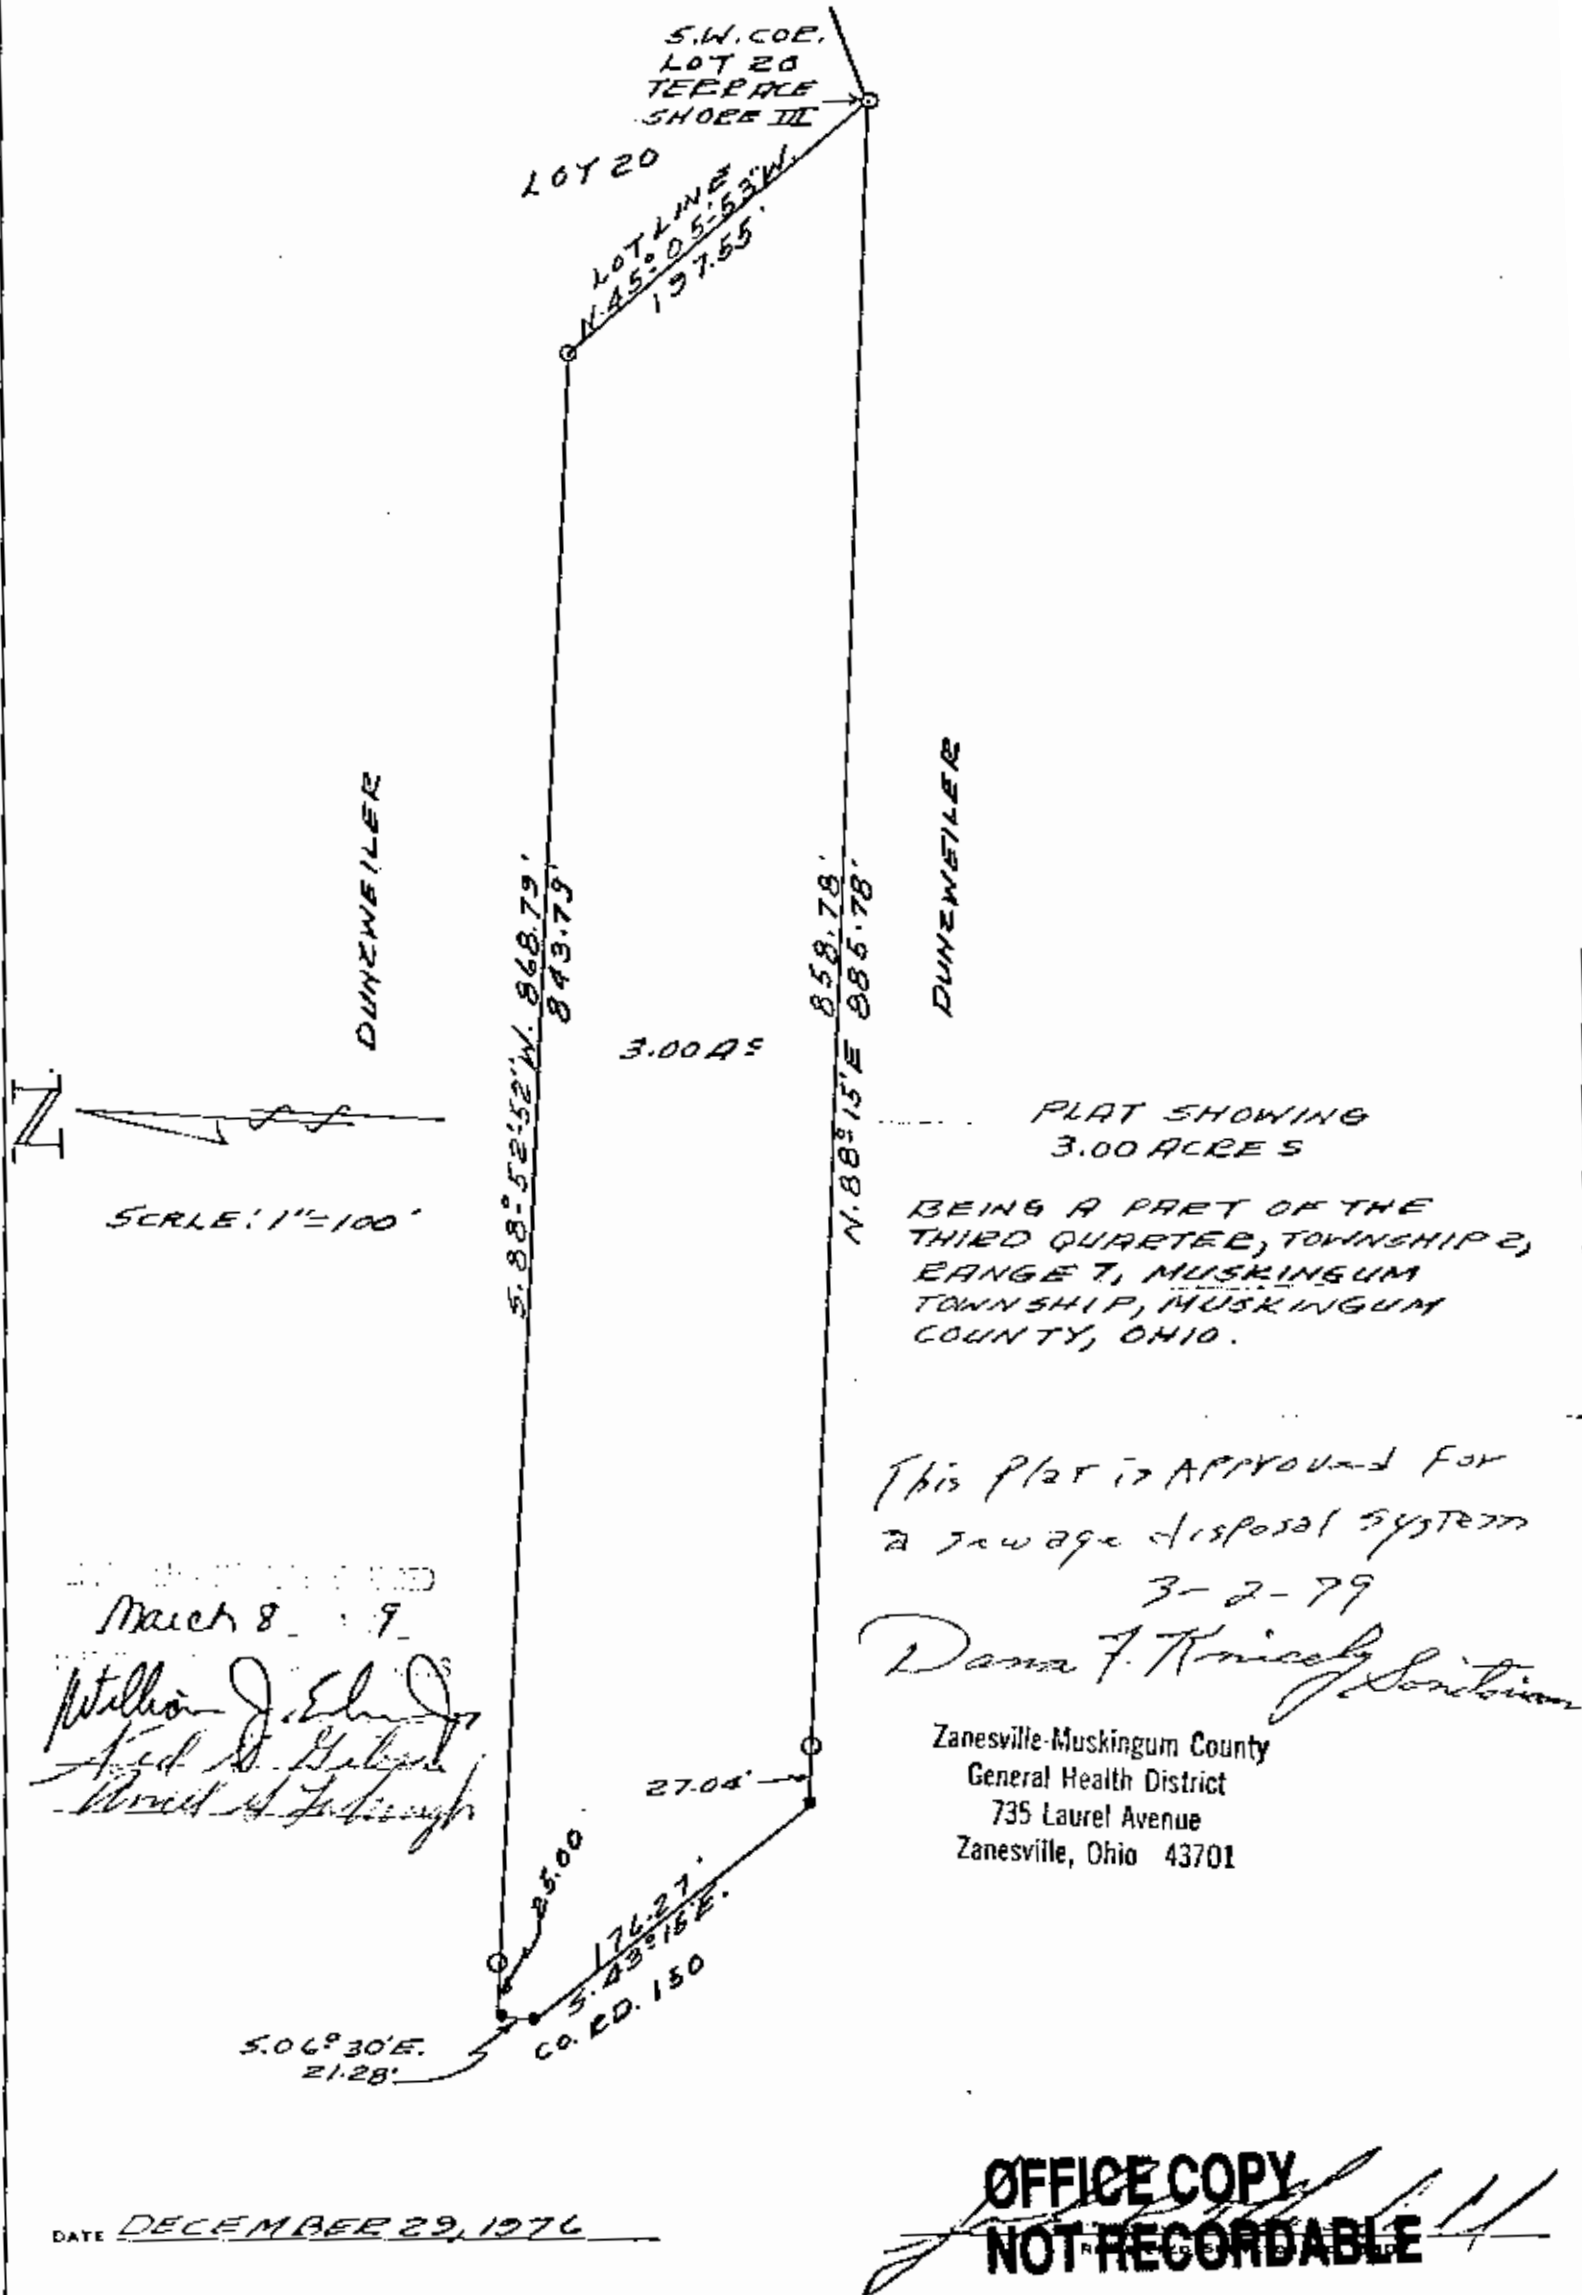 S.W. COR.
LOT 20
TERRACE
SHORE III
LOT 20
LOT LINE
N.45°05'53"W.
197.55'
DUNZWEILER
DUNZWEILER
S.88°-52'-52"W. 868.79'
843.79'
858.78'
N.88°15'E 885.78'
3.00 AS
N
SCALE: 1"=100'
PLAT SHOWING
3.00 ACRES
BEING A PART OF THE
THIRD QUARTER, TOWNSHIP 2,
RANGE 7, MUSKINGUM
TOWNSHIP, MUSKINGUM
COUNTY, OHIO.
This Plat is APProved For
a sewage disposal system
3-2-79
Dana F. Knicely Sanitarian
Zanesville-Muskingum County
General Health District
735 Laurel Avenue
Zanesville, Ohio 43701
March 8 9
William J.
27.04'
25.00'
176.27'
S.43°16'E.
CO. RD. 150
S.06°30'E.
21.28'
DATE DECEMBER 29, 1976
OFFICE COPY
NOT RECORDABLE